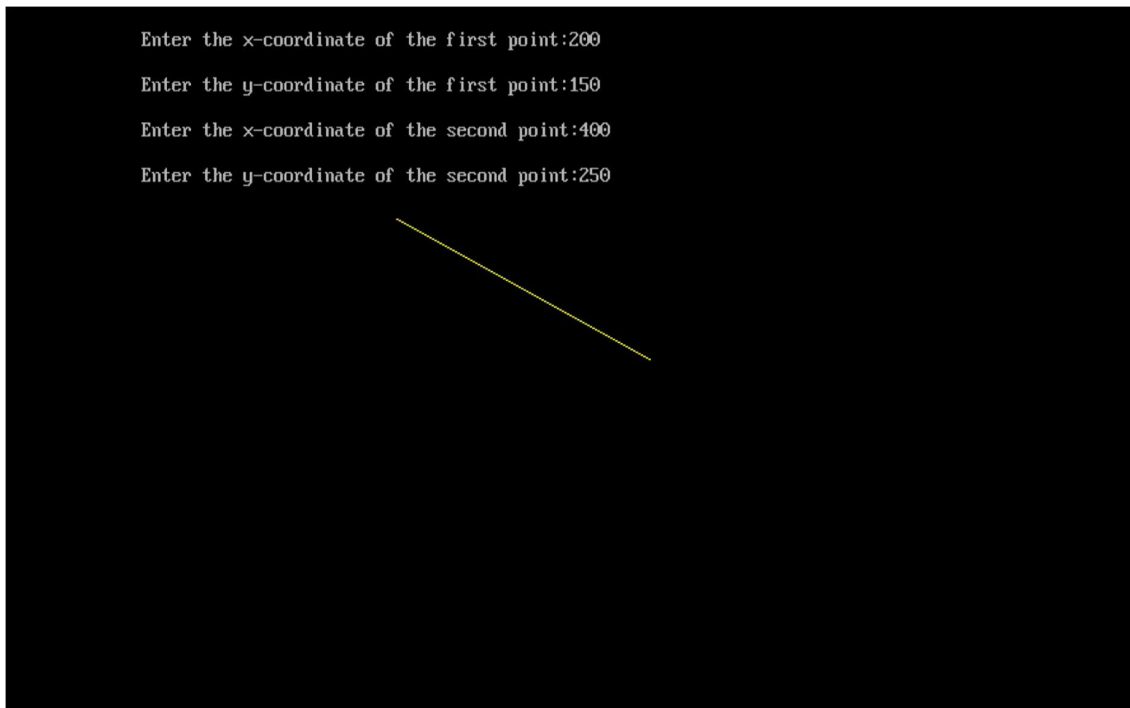 Enter the x-coordinate of the first point:200
Enter the y-coordinate of the first point:150
Enter the x-coordinate of the second point:400
Enter the y-coordinate of the second point:250